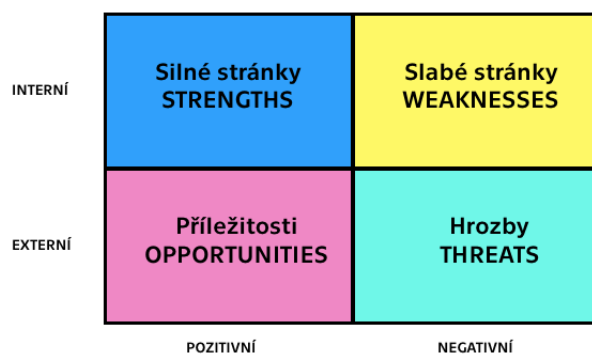 INTERNÍ
Silné stránky
STRENGTHS
Slabé stránky
WEAKNESSES
EXTERNÍ
Příležitosti
OPPORTUNITIES
Hrozby
THREATS
POZITIVNÍ
NEGATIVNÍ